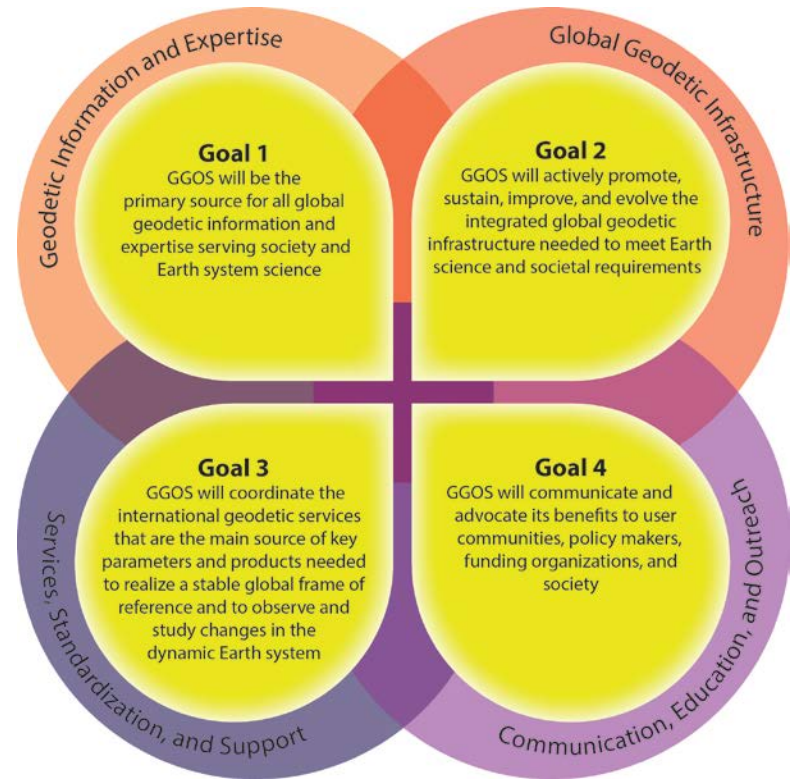 Geodetic Information and Expertise
Goal 1
GGOS will be the
primary source for all global
geodetic information and
expertise serving society and
Earth system science
Global Geodetic Infrastructure
Goal 2
GGOS will actively promote,
sustain, improve, and evolve the
integrated global geodetic
infrastructure needed to meet Earth
science and societal requirements
Services, Standardization, and Support
Goal 3
GGOS will coordinate the
international geodetic services
that are the main source of key
parameters and products needed
to realize a stable global frame of
reference and to observe and
study changes in the
dynamic Earth system
Communication, Education, and Outreach
Goal 4
GGOS will communicate and
advocate its benefits to user
communities, policy makers,
funding organizations, and
society